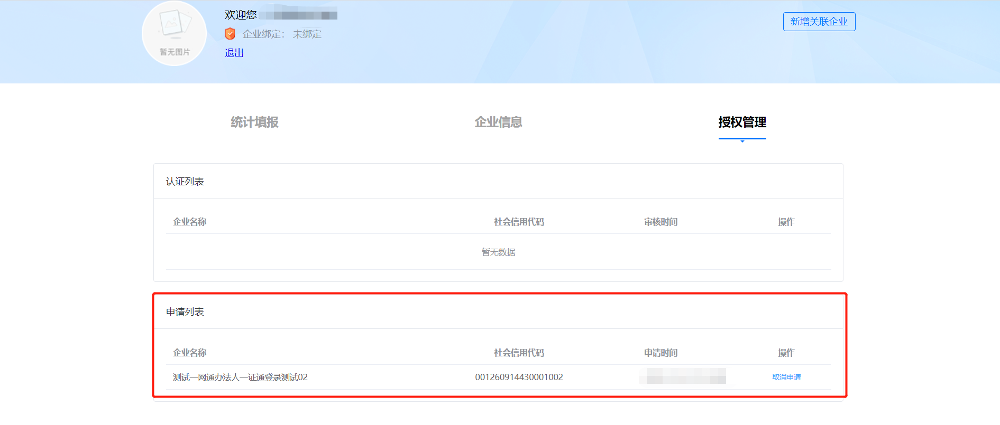 暂无图片
欢迎您
企业绑定： 未绑定
退出
新增关联企业
统计填报 企业信息 授权管理
认证列表
企业名称 社会信用代码 审核时间 操作
暂无数据
申请列表
企业名称 社会信用代码 申请时间 操作
测试一网通办法人一证通登录测试02 001260914430001002 取消申请